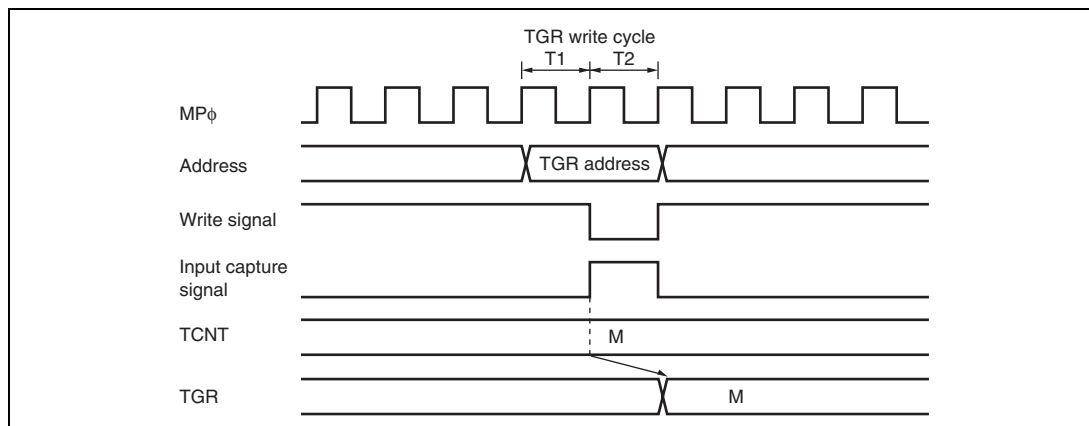 TGR write cycle
T1 T2
MPϕ
Address TGR address
Write signal
Input capture
signal
TCNT M
TGR M